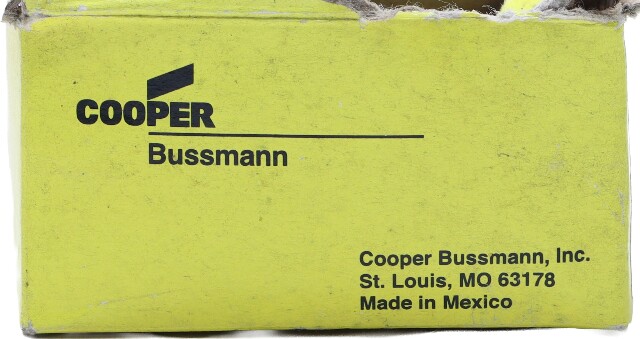 COOPER
Bussmann
Cooper Bussmann, Inc.
St. Louis, MO 63178
Made in Mexico